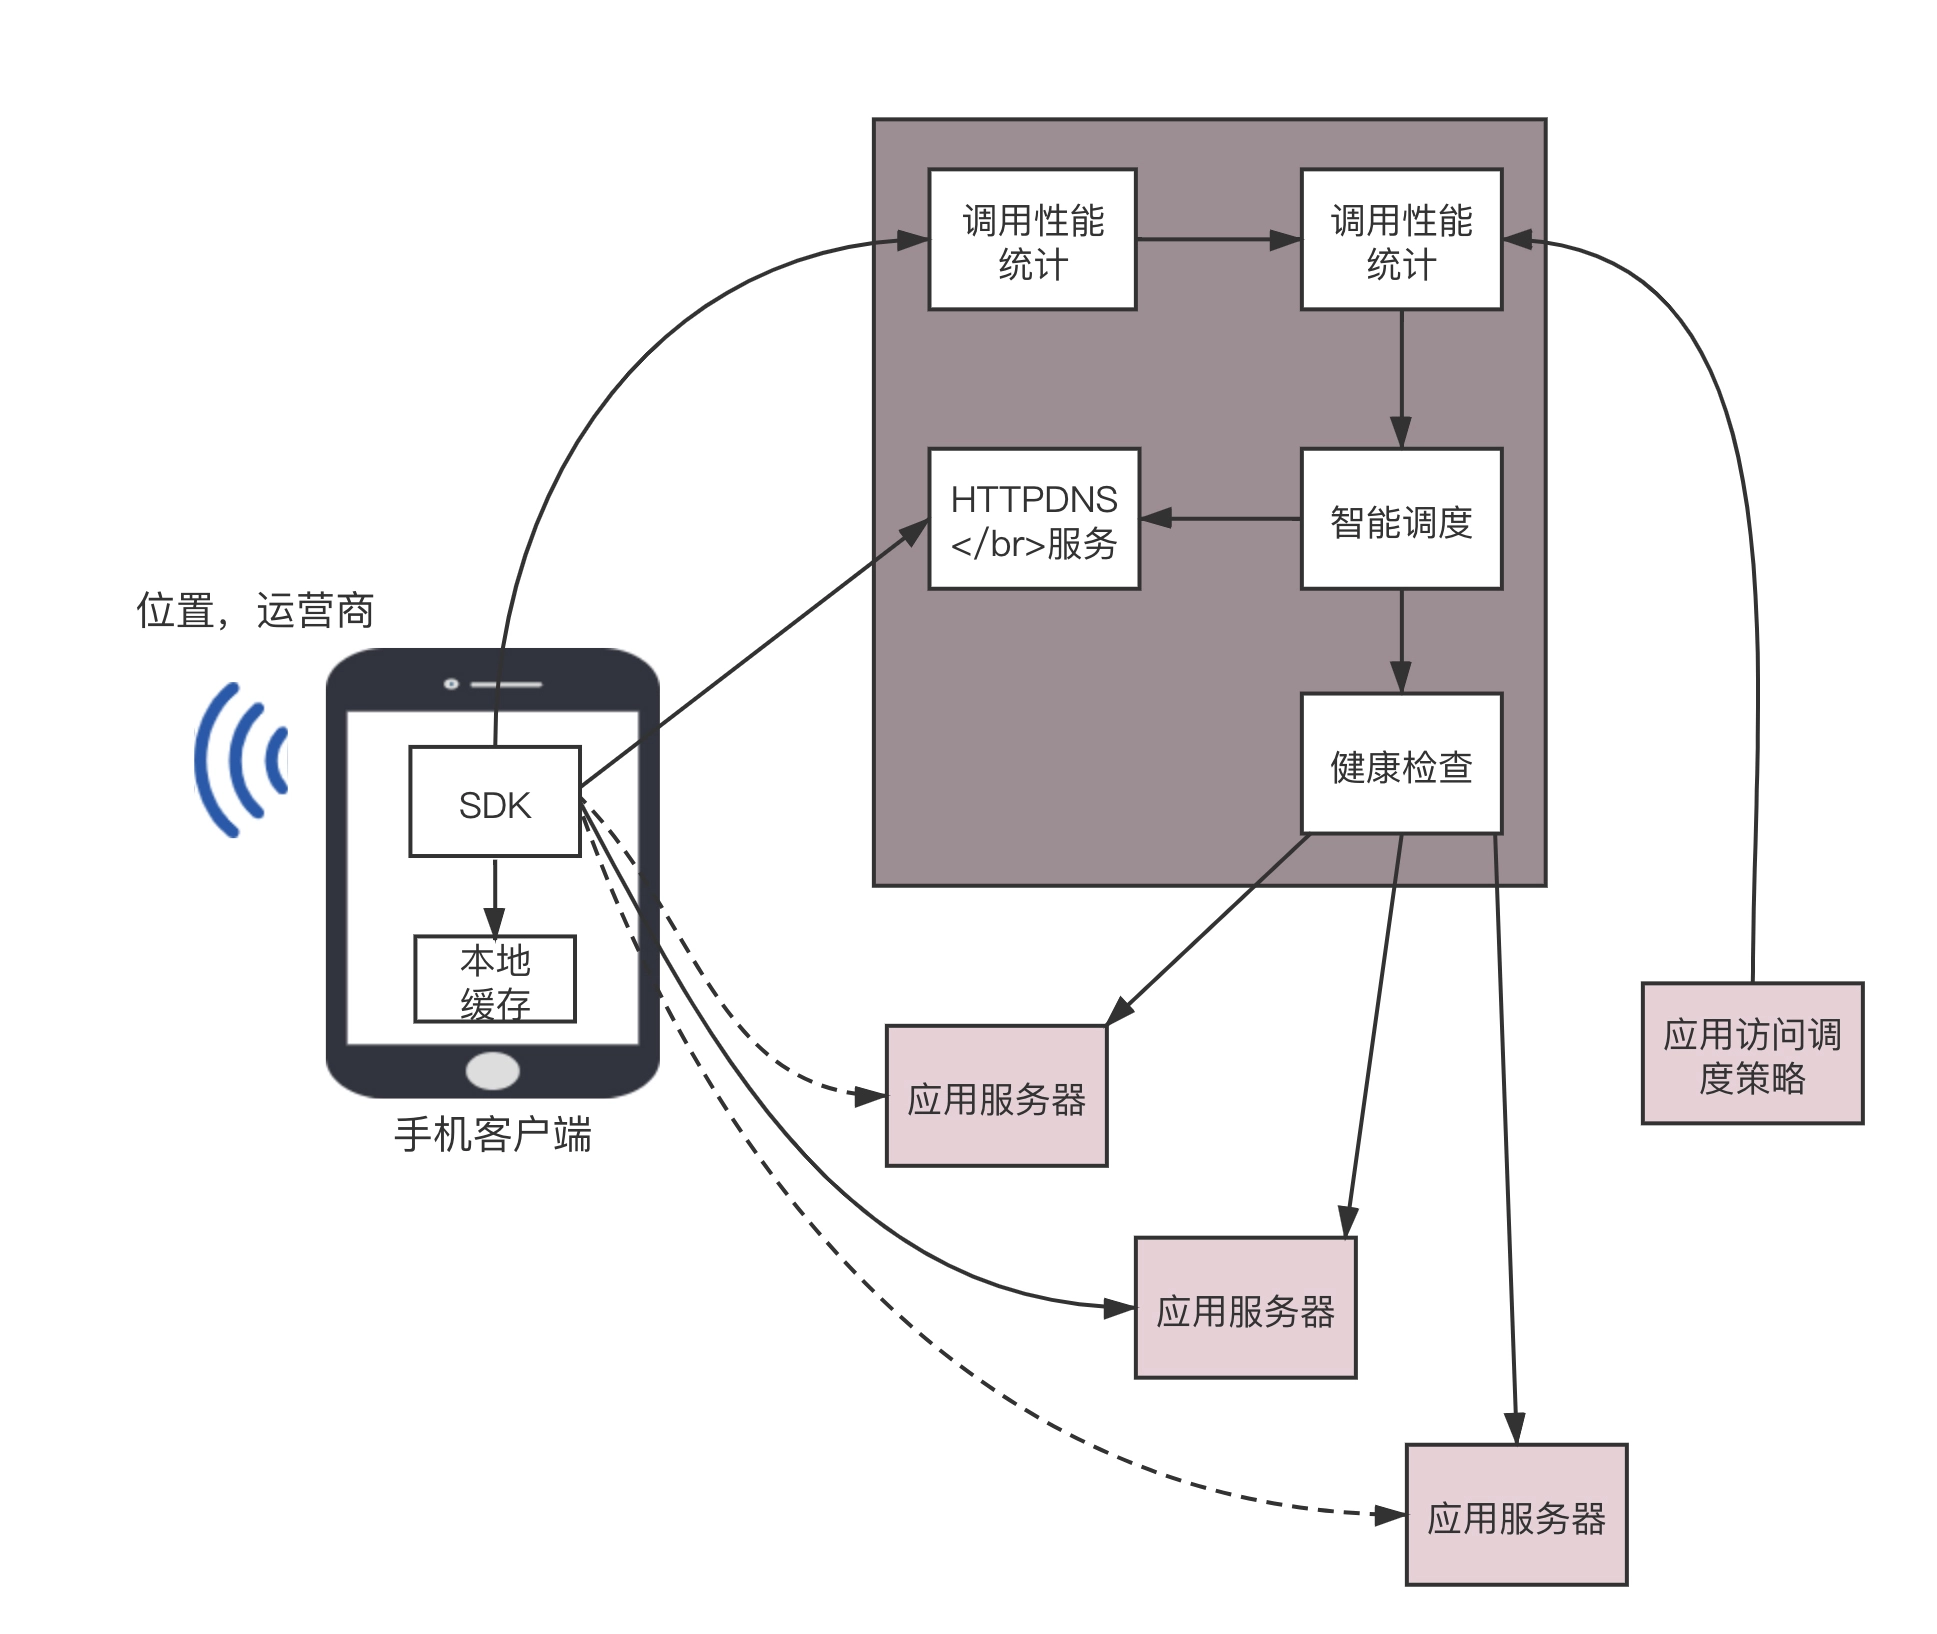 调用性能
统计
调用性能
统计
HTTPDNS
</br>服务
智能调度
位置，运营商
健康检查
SDK
本地
缓存
手机客户端
应用服务器
应用访问调
度策略
应用服务器
应用服务器